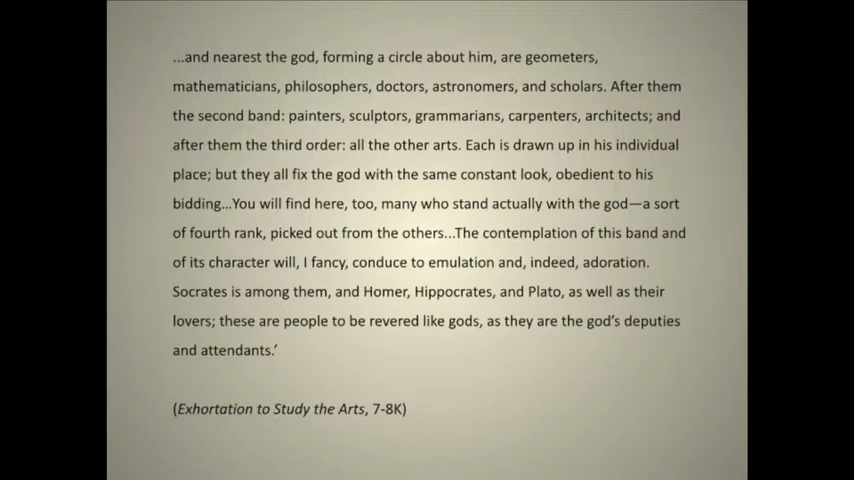 ...and nearest the god, forming a circle about him, are geometers,
mathematicians, philosophers, doctors, astronomers, and scholars. After them
the second band: painters, sculptors, grammarians, carpenters, architects; and
after them the third order: all the other arts. Each is drawn up in his individual
place; but they all fix the god with the same constant look, obedient to his
bidding...You will find here, too, many who stand actually with the god—a sort
of fourth rank, picked out from the others...The contemplation of this band and
of its character will, I fancy, conduce to emulation and, indeed, adoration.
Socrates is among them, and Homer, Hippocrates, and Plato, as well as their
lovers; these are people to be revered like gods, as they are the god's deputies
and attendants.'
(Exhortation to Study the Arts, 7-8K)